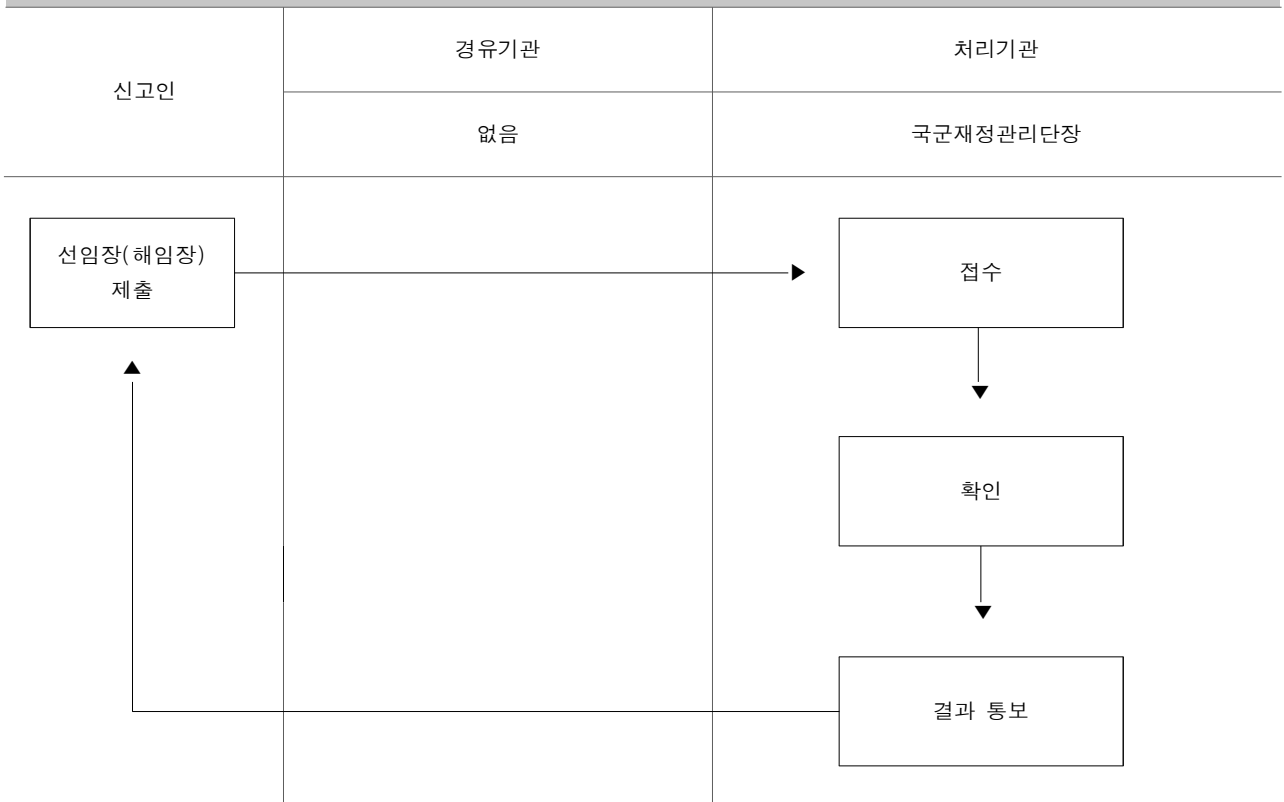 신고인
경유기관
처리기관
없음
국군재정관리단장
선임장(해임장)
제출
접수
확인
결과 통보